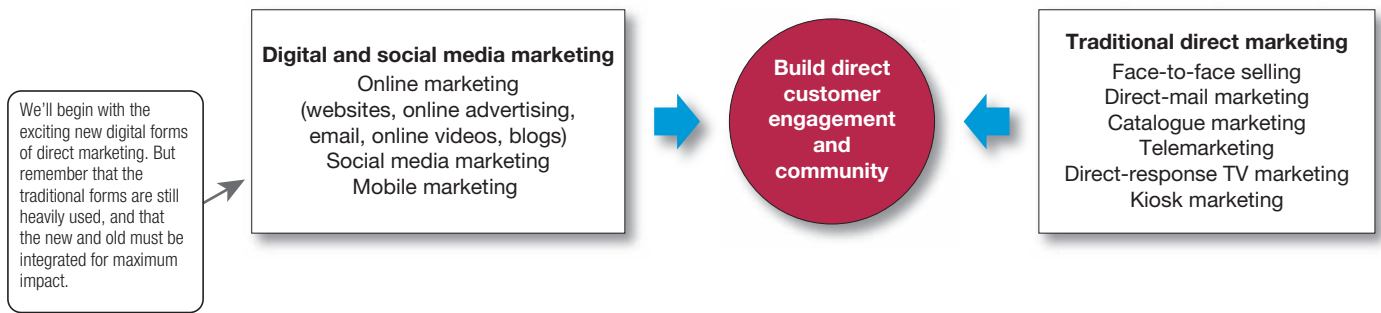 We'll begin with the
exciting new digital forms
of direct marketing. But
remember that the
traditional forms are still
heavily used, and that
the new and old must be
integrated for maximum
impact.
Digital and social media marketing
Online marketing
(websites, online advertising,
email, online videos, blogs)
Social media marketing
Mobile marketing
Build direct
customer
engagement
and
community
Traditional direct marketing
Face-to-face selling
Direct-mail marketing
Catalogue marketing
Telemarketing
Direct-response TV marketing
Kiosk marketing